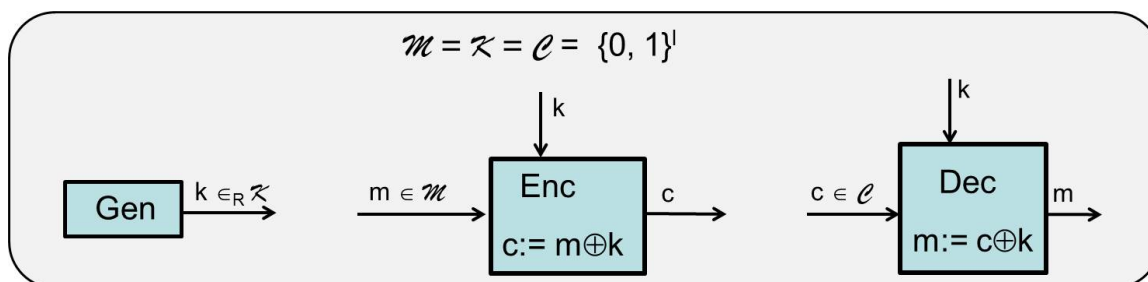 ℳ = 𝒦 = 𝒞 = {0, 1}ˡ
k
k
Gen
k ∈R 𝒦
m ∈ ℳ
Enc
c:= m⊕k
c
c ∈ 𝒞
Dec
m:= c⊕k
m